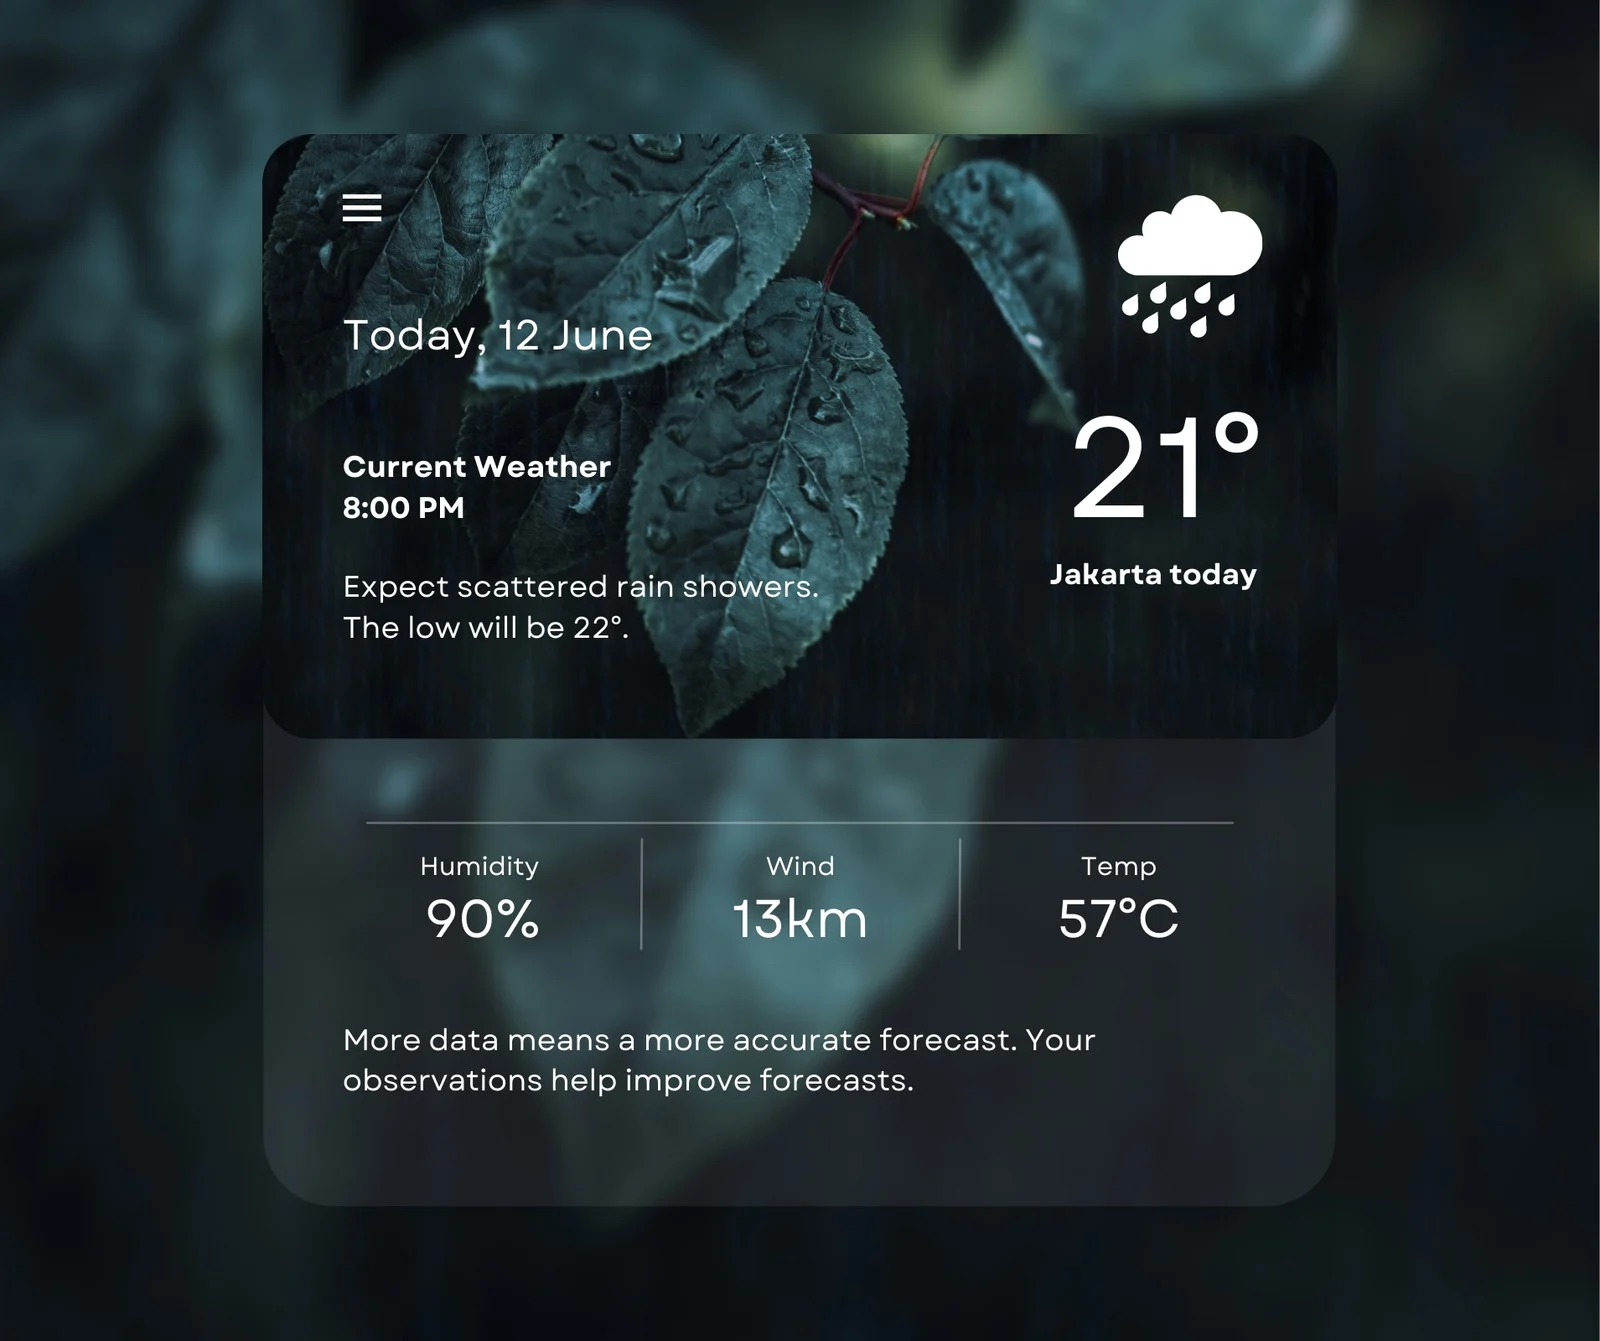 Today, 12 June
Current Weather
8:00 PM
Expect scattered rain showers.
The low will be 22°.
21°
Jakarta today
Humidity
90%
Wind
13km
Temp
57°C
More data means a more accurate forecast. Your
observations help improve forecasts.